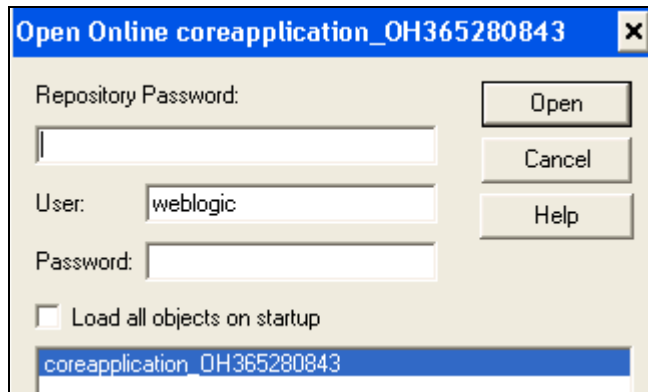 Open Online coreapplication_OH365280843
Repository Password:
Open
Cancel
User: weblogic
Help
Password:
Load all objects on startup
coreapplication_OH365280843